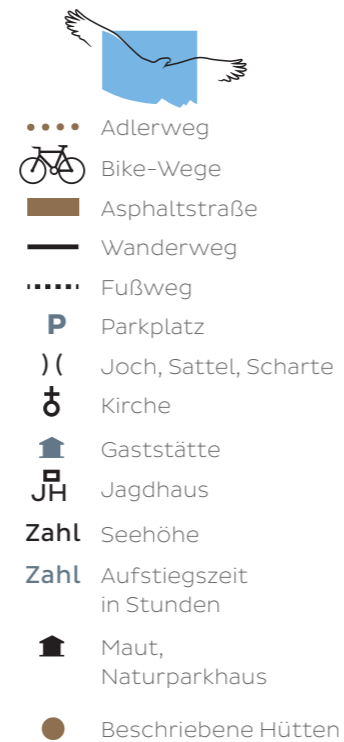 Adlerweg
Bike-Wege
Asphaltstraße
Wanderweg
Fußweg
P Parkplatz
)( Joch, Sattel, Scharte
Kirche
Gaststätte
JH Jagdhaus
Zahl Seehöhe
Zahl Aufstiegszeit
in Stunden
Maut,
Naturparkhaus
Beschriebene Hütten